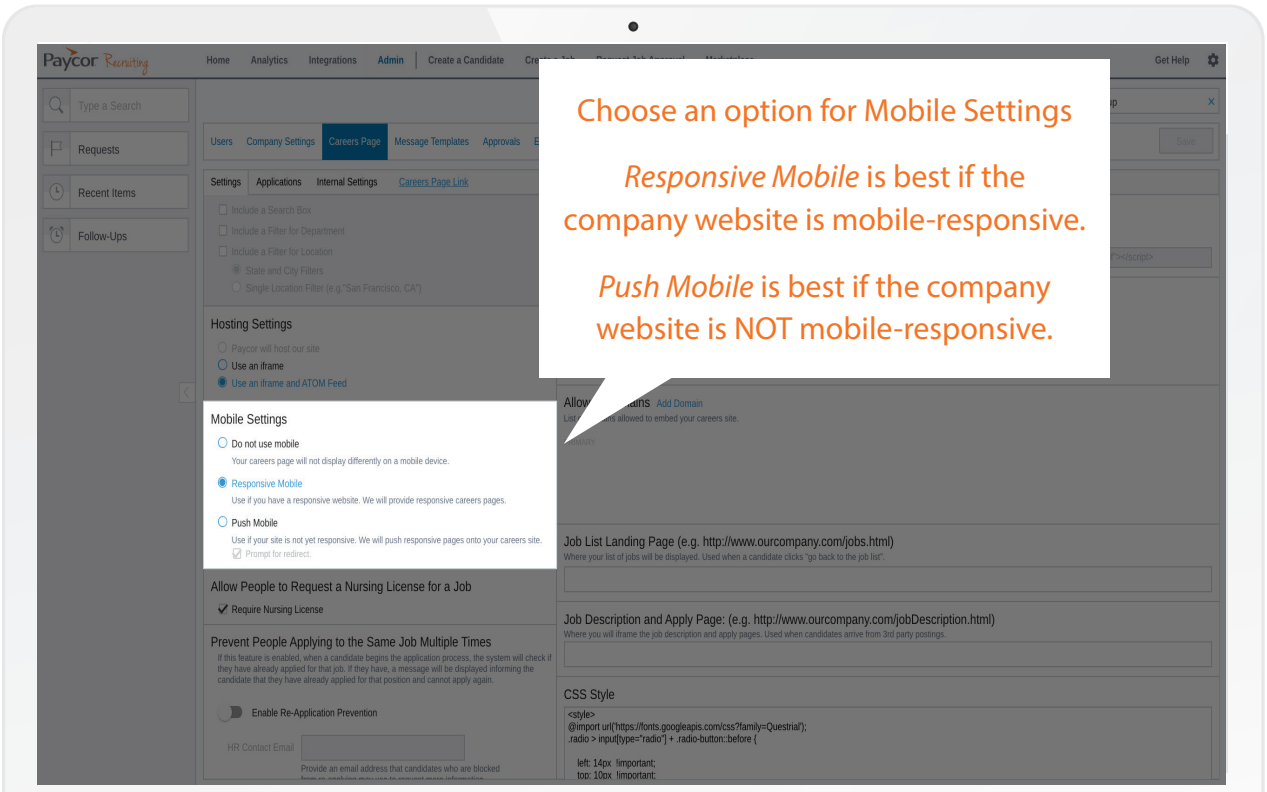 Paycor Recruiting
Home Analytics Integrations Admin Create a Candidate
Get Help
Type a Search
Requests
Recent Items
Follow-Ups
X
Users Company Settings Careers Page Message Templates Approvals
Save
Settings Applications Internal Settings Careers Page Link
Include a Search Box
Include a Filter for Department
Include a Filter for Location
State and City Filters
Single Location Filter (e.g."San Francisco, CA")
Hosting Settings
Paycor will host our site
Use an iframe
Use an iframe and ATOM Feed
Mobile Settings
Do not use mobile
Your careers page will not display differently on a mobile device.
Responsive Mobile
Use if you have a responsive website. We will provide responsive careers pages.
Push Mobile
Use if your site is not yet responsive. We will push responsive pages onto your careers site.
Prompt for redirect.
Allow People to Request a Nursing License for a Job
Require Nursing License
Prevent People Applying to the Same Job Multiple Times
If this feature is enabled, when a candidate begins the application process, the system will check if
they have already applied for that job. If they have, a message will be displayed informing the
candidate that they have already applied for that position and cannot apply again.
Enable Re-Application Prevention
HR Contact Email
Provide an email address that candidates who are blocked
Choose an option for Mobile Settings
Responsive Mobile is best if the
company website is mobile-responsive.
Push Mobile is best if the company
website is NOT mobile-responsive.
"></script>
Add Domain
allowed to embed your careers site.
Job List Landing Page (e.g. http://www.ourcompany.com/jobs.html)
Where your list of jobs will be displayed. Used when a candidate clicks "go back to the job list".
Job Description and Apply Page: (e.g. http://www.ourcompany.com/jobDescription.html)
Where you will iframe the job description and apply pages. Used when candidates arrive from 3rd party postings.
CSS Style
<style>
@import url('https://fonts.googleapis.com/css?family=Questrial');
.radio > input[type="radio"] + .radio-button::before {
left: 14px !important;
top: 10px !important;